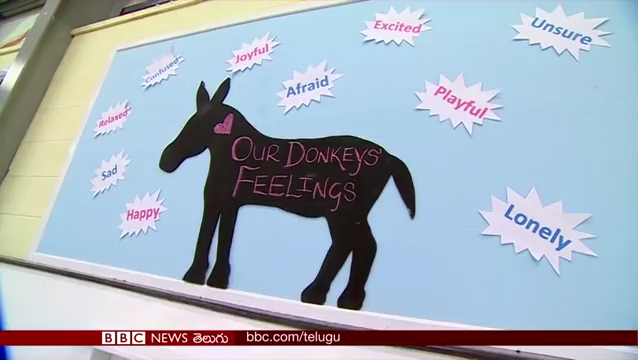 Unsure
Excited
Joyful
Confused
Afraid
Playful
Relaxed
Our Donkeys'
Feelings
Sad
Happy
Lonely
BBC NEWS తెలుగు bbc.com/telugu